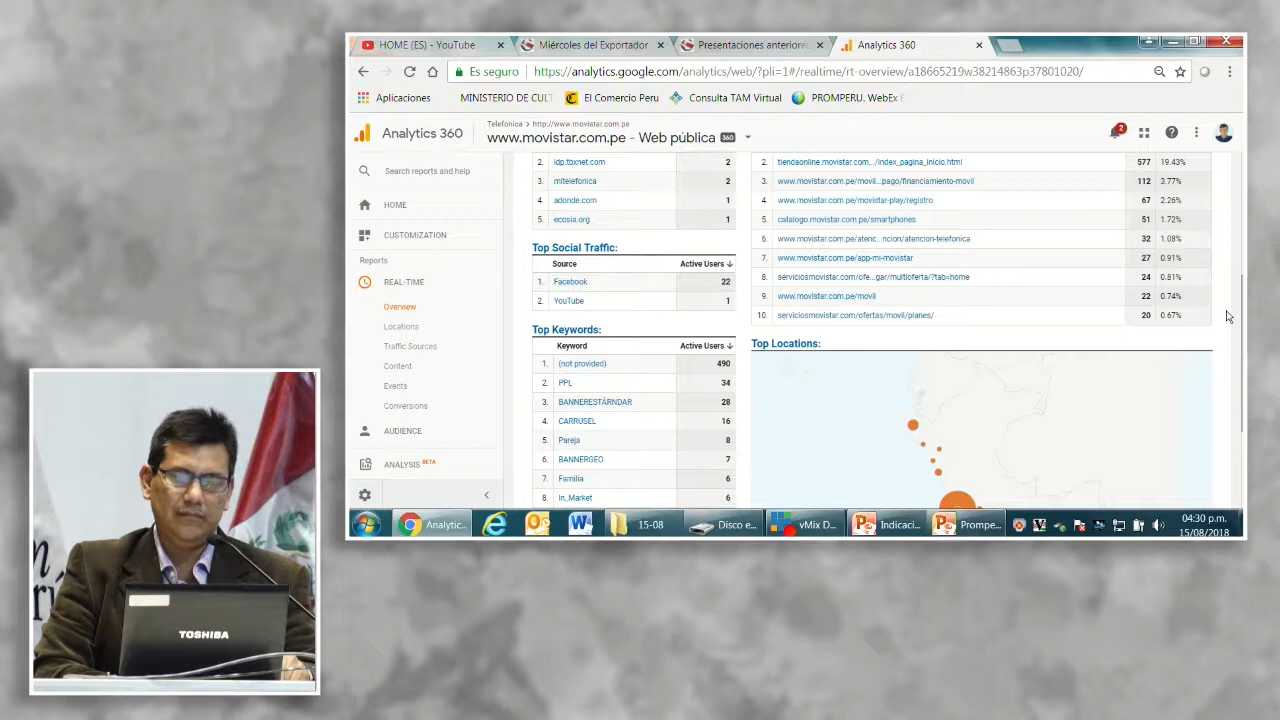 HOME (ES) - YouTube
Miércoles del Exportador
Presentaciones anteriore
Analytics 360
Es seguro
https://analytics.google.com/analytics/web/?pli=1#/realtime/rt-overview/a18665219w38214863p37801020/
Aplicaciones
MINISTERIO DE CULT
El Comercio Peru
Consulta TAM Virtual
PROMPERU. WebEx E
Analytics 360
Telefonica > http://www.movistar.com.pe
www.movistar.com.pe - Web pública 360
2
Search reports and help
HOME
CUSTOMIZATION
Reports
REAL-TIME
Overview
Locations
Traffic Sources
Content
Events
Conversions
AUDIENCE
ANALYSIS BETA
2. idp.tbxnet.com 2
3. mitelefonica 2
4. adonde.com 1
5. ecosia.org 1
Top Social Traffic:
Source Active Users ↓
1. Facebook 22
2. YouTube 1
Top Keywords:
Keyword Active Users ↓
1. (not provided) 490
2. PPL 34
3. BANNERESTÁRNDAR 28
4. CARRUSEL 16
5. Pareja 8
6. BANNERGEO 7
7. Familia 6
8. In_Market 6
2. tiendaonline.movistar.com.../index_pagina_inicio.html 577 19.43%
3. www.movistar.com.pe/movil...pago/financiamiento-movil 112 3.77%
4. www.movistar.com.pe/movistar-play/registro 67 2.26%
5. catalogo.movistar.com.pe/smartphones 51 1.72%
6. www.movistar.com.pe/atenc...ncion/atencion-telefonica 32 1.08%
7. www.movistar.com.pe/app-mi-movistar 27 0.91%
8. serviciosmovistar.com/ofe...gar/multioferta/?tab=home 24 0.81%
9. www.movistar.com.pe/movil 22 0.74%
10. serviciosmovistar.com/ofertas/movil/planes/ 20 0.67%
Top Locations:
Analytic...
15-08
Disco e...
vMix D...
Indicaci...
Prompe...
04:30 p.m.
15/08/2018
TOSHIBA